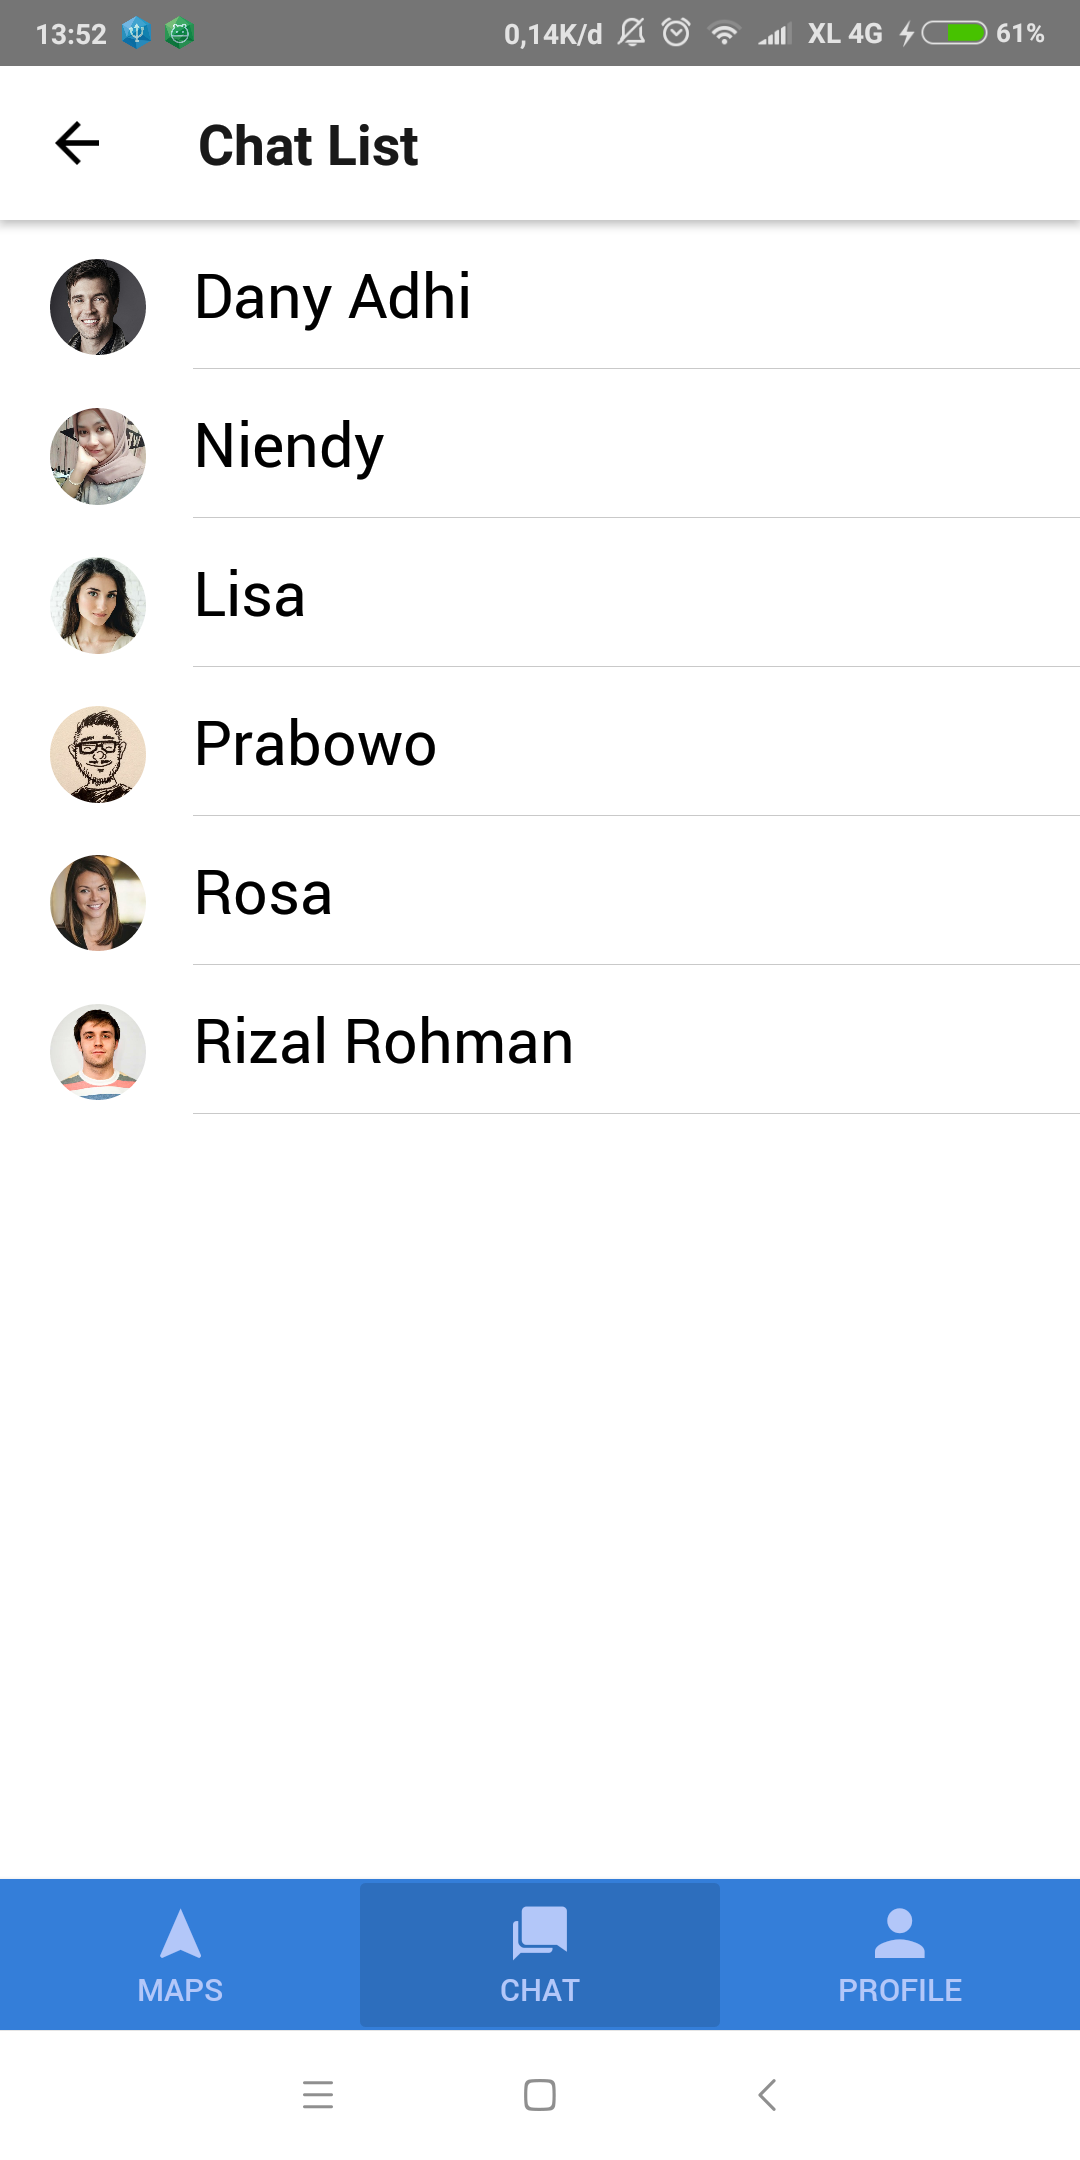 13:52 0,14K/d XL 4G 61%
Chat List
Dany Adhi
Niendy
Lisa
Prabowo
Rosa
Rizal Rohman
MAPS CHAT PROFILE